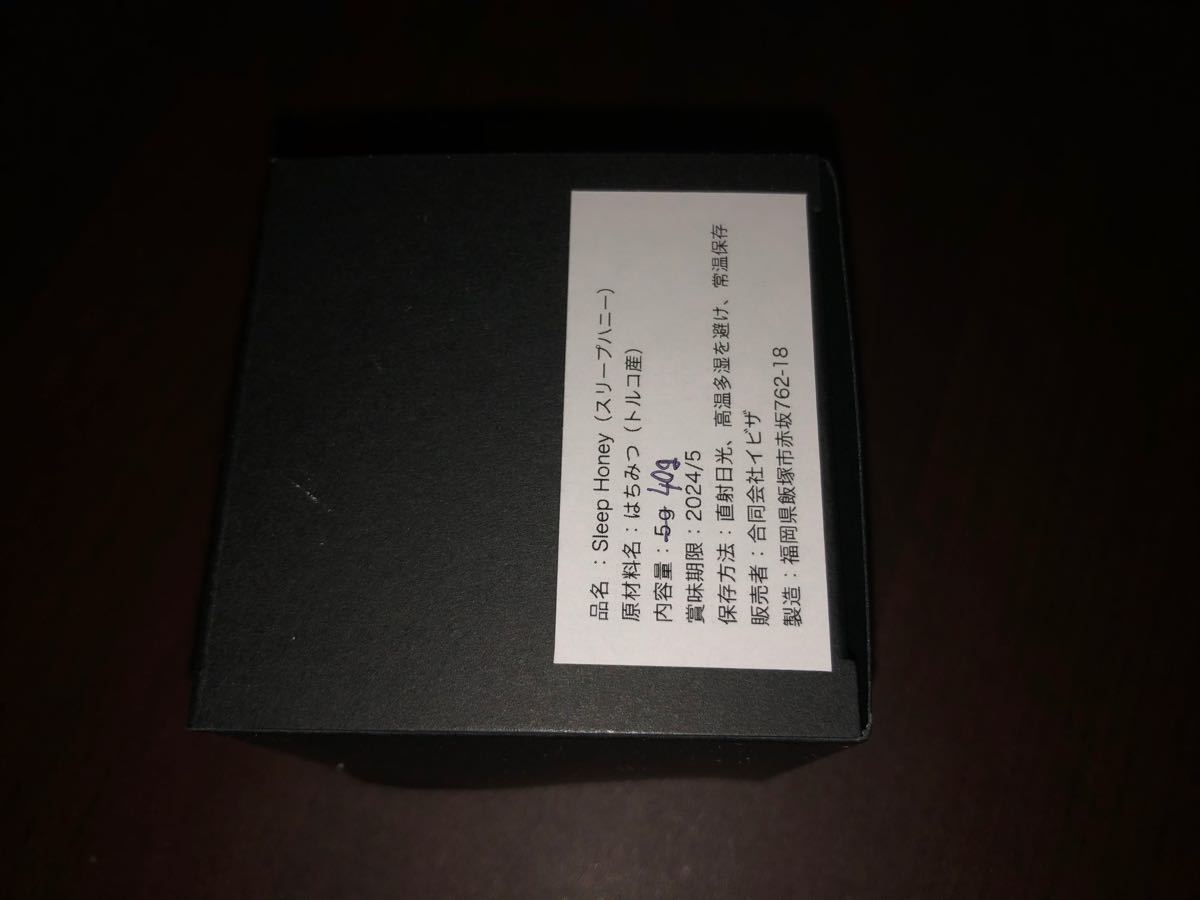 品名：Sleep Honey（スリープハニー）
原材料名：はちみつ（トルコ産）
内容量：5g 40g
賞味期限：2024/5
保存方法：直射日光、高温多湿を避け、常温保存
販売者：合同会社イビザ
製造：福岡県飯塚市赤坂762-18